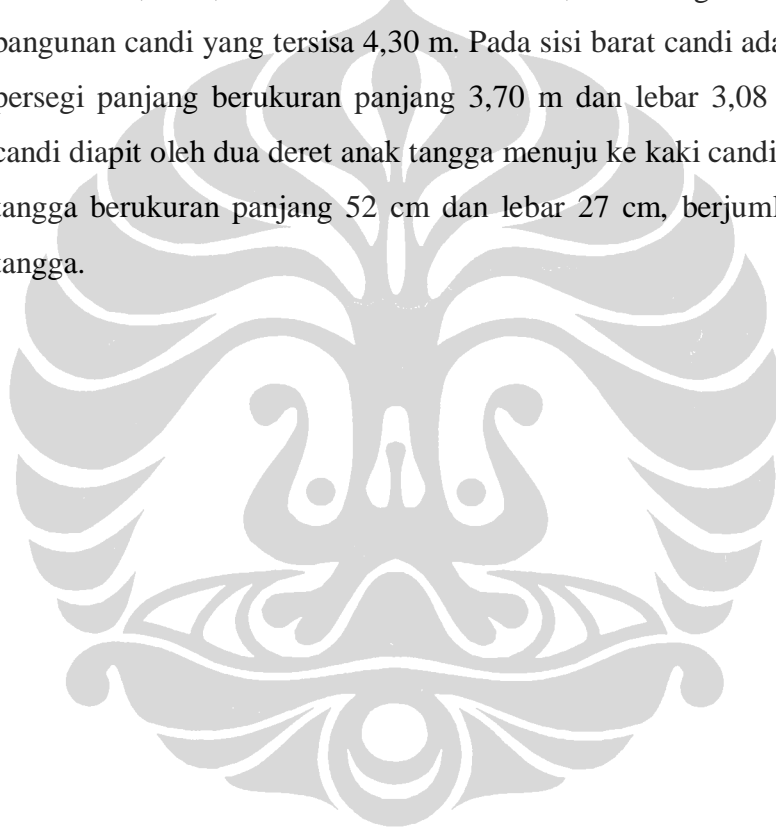 bangunan candi yang tersisa 4,30 m. Pada sisi barat candi ada
persegi panjang berukuran panjang 3,70 m dan lebar 3,08
candi diapit oleh dua deret anak tangga menuju ke kaki candi
tangga berukuran panjang 52 cm dan lebar 27 cm,
tangga.